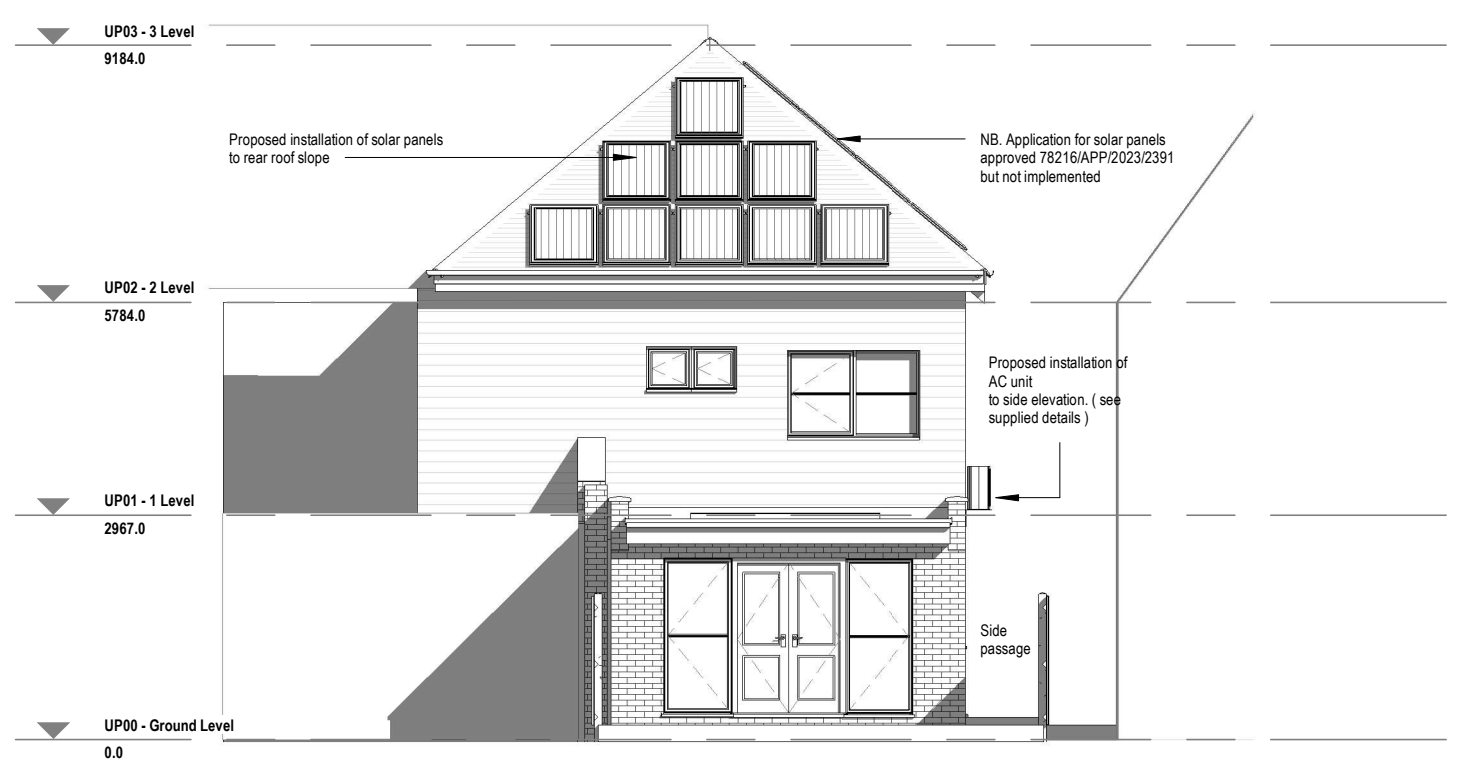 UP03 - 3 Level
9184.0
Proposed installation of solar panels
to rear roof slope
NB. Application for solar panels
approved 78216/APP/2023/2391
but not implemented
UP02 - 2 Level
5784.0
Proposed installation of
AC unit
to side elevation. ( see
supplied details )
UP01 - 1 Level
2967.0
Side
passage
UP00 - Ground Level
0.0